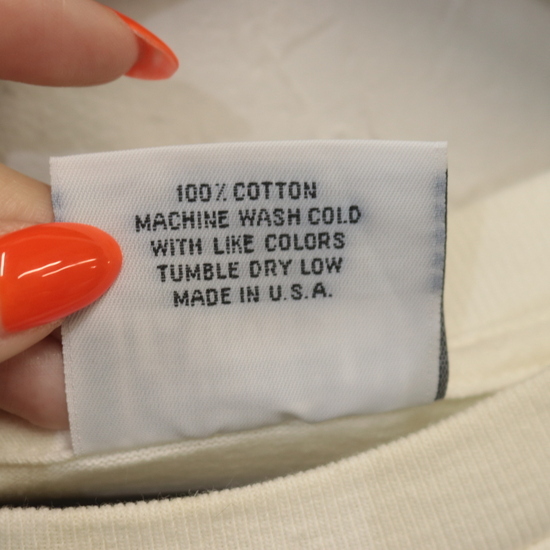 100% COTTON
MACHINE WASH COLD
WITH LIKE COLORS
TUMBLE DRY LOW
MADE IN U.S.A.